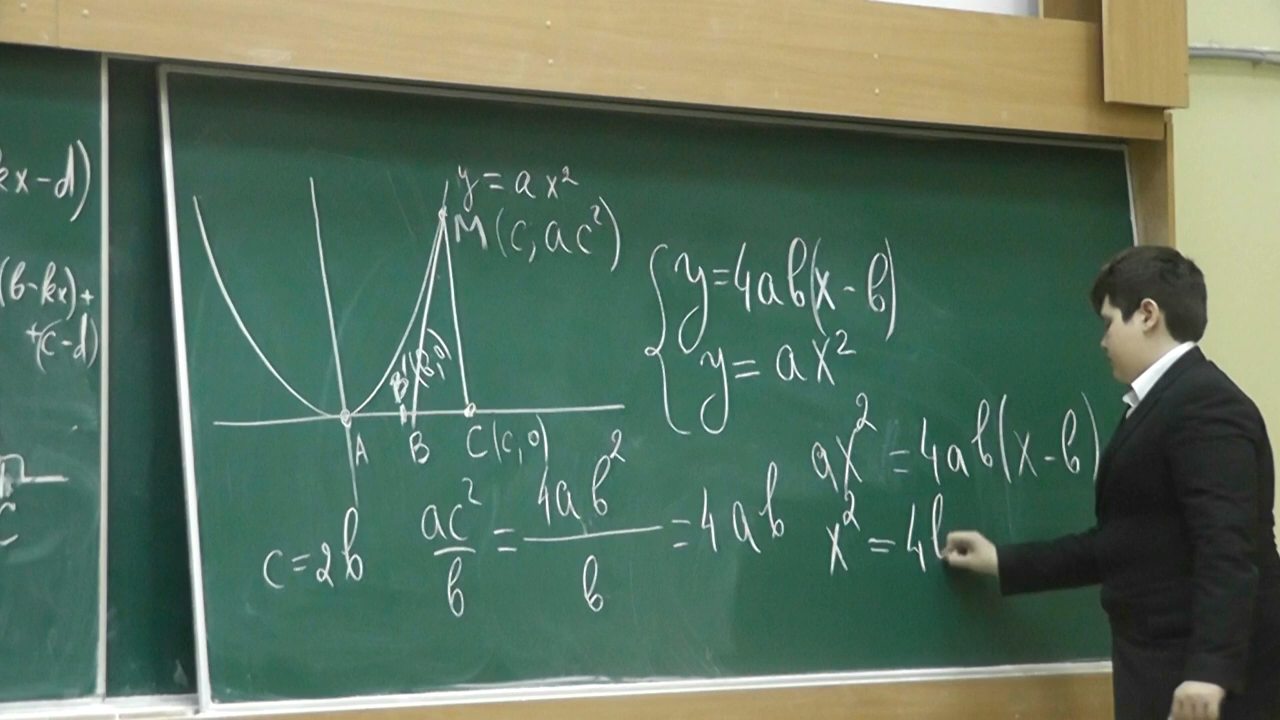 kx-d)
(b-kx)+
+(c-d)
C
y = ax²
M(c; ac²)
B' (B,0)
A B C(c,0)
c=2b ac²/b = 4ab²/b = 4ab
{ y=4ab(x-b)
y = ax²
ax² = 4ab(x-b)
x² = 4b